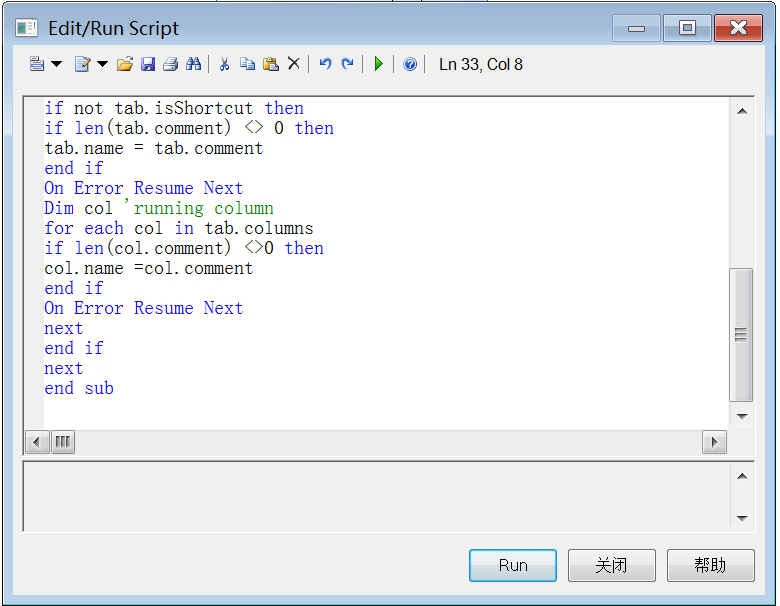 Edit/Run Script
Ln 33, Col 8
if not tab.isShortcut then
if len(tab.comment) <> 0 then
tab.name = tab.comment
end if
On Error Resume Next
Dim col 'running column
for each col in tab.columns
if len(col.comment) <>0 then
col.name =col.comment
end if
On Error Resume Next
next
end if
next
end sub
Run 关闭 帮助